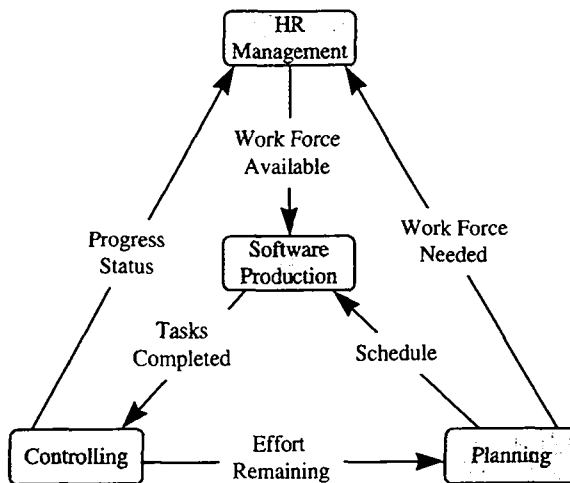 HR
Management
Work Force
Available
Progress
Status
Work Force
Needed
Software
Production
Tasks
Completed
Schedule
Controlling
Effort
Remaining
Planning